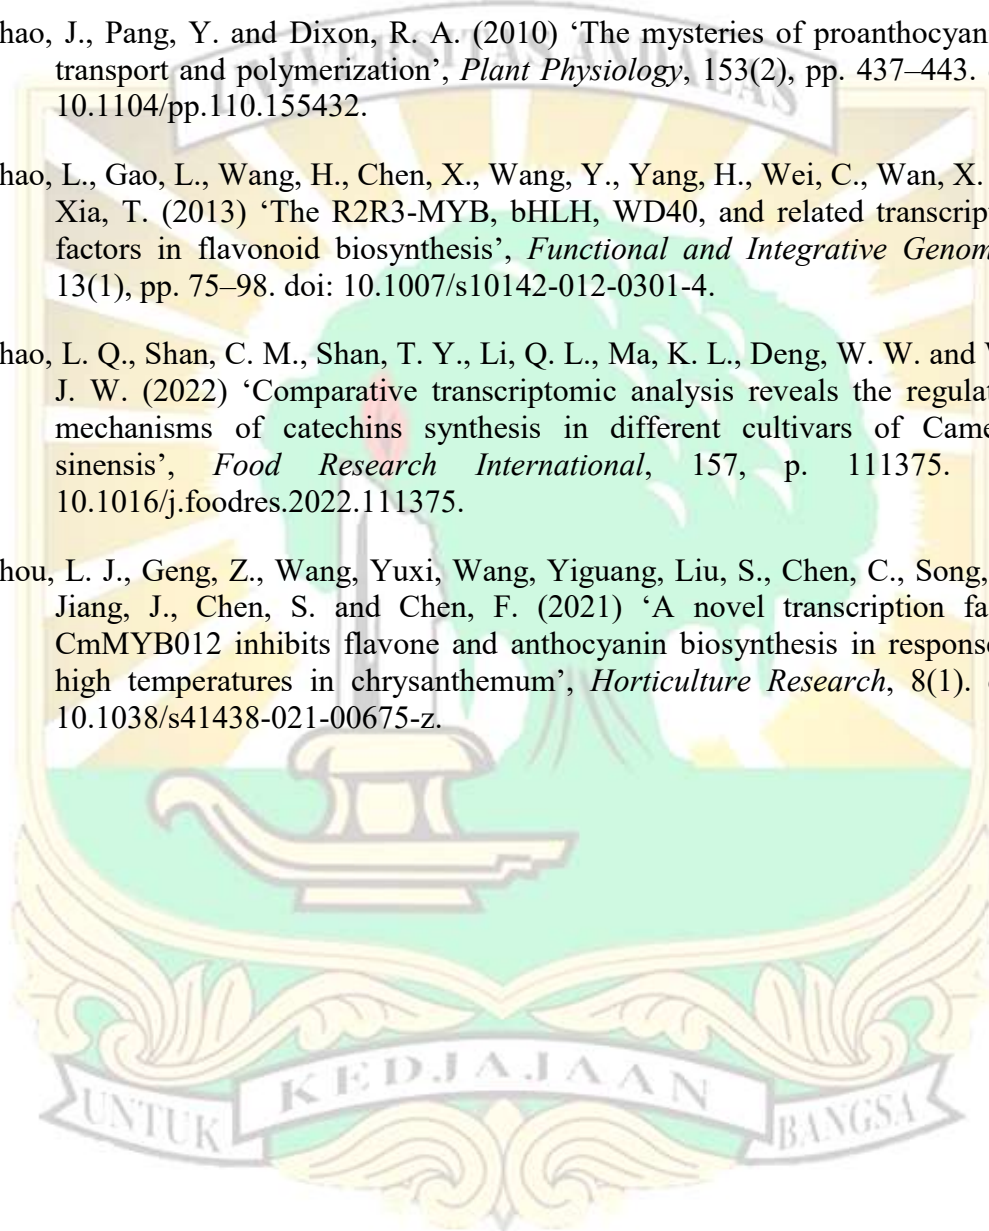 hao, J., Pang, Y. and Dixon, R. A. (2010) ‘The mysteries of proanthocyan
transport and polymerization’, Plant Physiology, 153(2), pp. 437–443.
10.1104/pp.110.155432.
UNIVERSITAS ANDALAS
hao, L., Gao, L., Wang, H., Chen, X., Wang, Y., Yang, H., Wei, C., Wan, X.
Xia, T. (2013) ‘The R2R3-MYB, bHLH, WD40, and related transcrip
factors in flavonoid biosynthesis’, Functional and Integrative Genom
13(1), pp. 75–98. doi: 10.1007/s10142-012-0301-4.
hao, L. Q., Shan, C. M., Shan, T. Y., Li, Q. L., Ma, K. L., Deng, W. W. and
J. W. (2022) ‘Comparative transcriptomic analysis reveals the regulat
mechanisms of catechins synthesis in different cultivars of Came
sinensis’, Food Research International, 157, p. 111375.
10.1016/j.foodres.2022.111375.
hou, L. J., Geng, Z., Wang, Yuxi, Wang, Yiguang, Liu, S., Chen, C., Song,
Jiang, J., Chen, S. and Chen, F. (2021) ‘A novel transcription fa
CmMYB012 inhibits flavone and anthocyanin biosynthesis in response
high temperatures in chrysanthemum’, Horticulture Research, 8(1).
10.1038/s41438-021-00675-z.
UNTUK KEDJAJAAN BANGSA